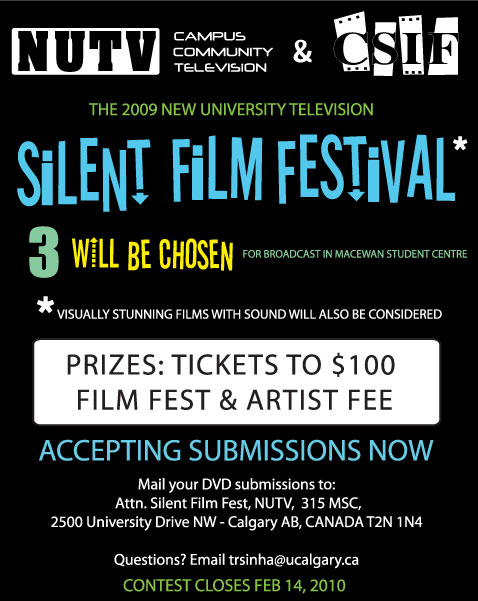 NUTV CAMPUS COMMUNITY TELEVISION & CSIF
THE 2009 NEW UNIVERSITY TELEVISION
SiLENT FiLM FESTiVAL*
3 WiLL BE CHOSEN FOR BROADCAST IN MACEWAN STUDENT CENTRE
* VISUALLY STUNNING FILMS WITH SOUND WILL ALSO BE CONSIDERED
PRIZES: TICKETS TO $100
FILM FEST & ARTIST FEE
ACCEPTING SUBMISSIONS NOW
Mail your DVD submissions to:
Attn. Silent Film Fest, NUTV, 315 MSC,
2500 University Drive NW - Calgary AB, CANADA T2N 1N4
Questions? Email trsinha@ucalgary.ca
CONTEST CLOSES FEB 14, 2010